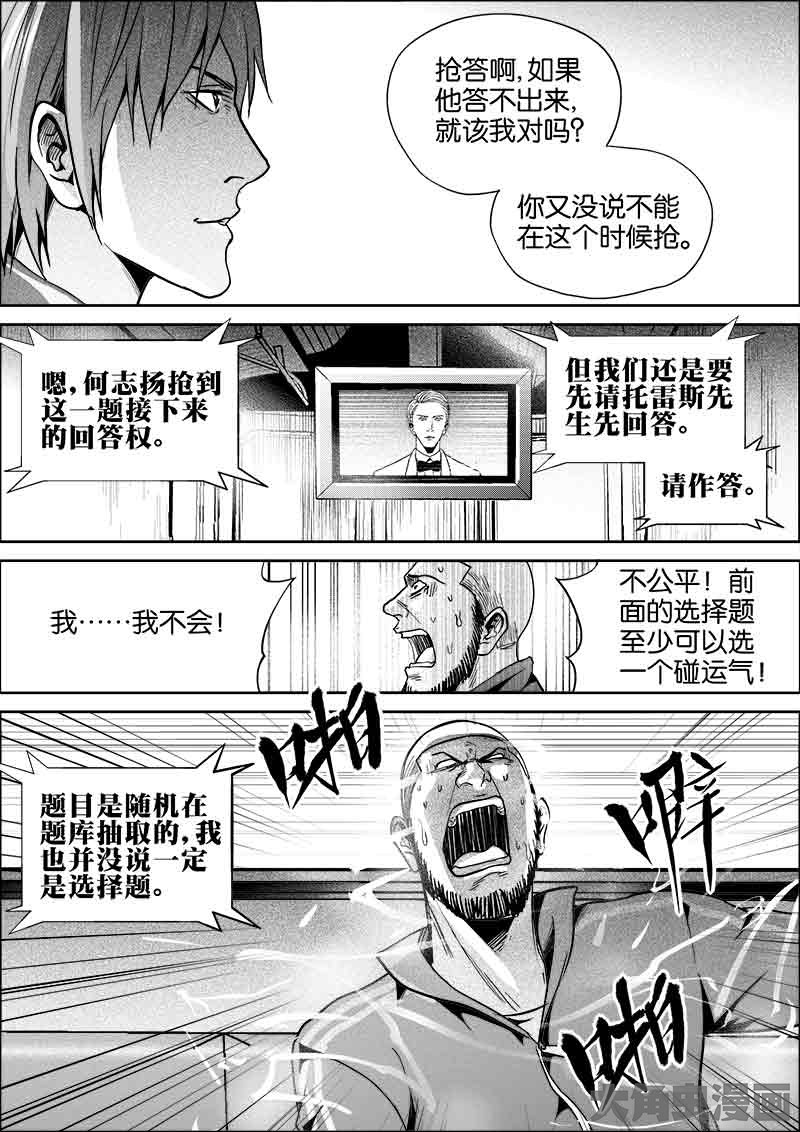 抢答啊,如果
他答不出来,
就该我对吗?
你又没说不能
在这个时候抢。
嗯,何志扬抢到
这一题接下来
的回答权。
但我们还是要
先请托雷斯先
生先回答。
请作答。
我……我不会!
不公平!前
面的选择题
至少可以选
一个碰运气!
题目是随机在
题库抽取的,我
也并没说一定
是选择题。
啪
噼
啪
大角虫漫画